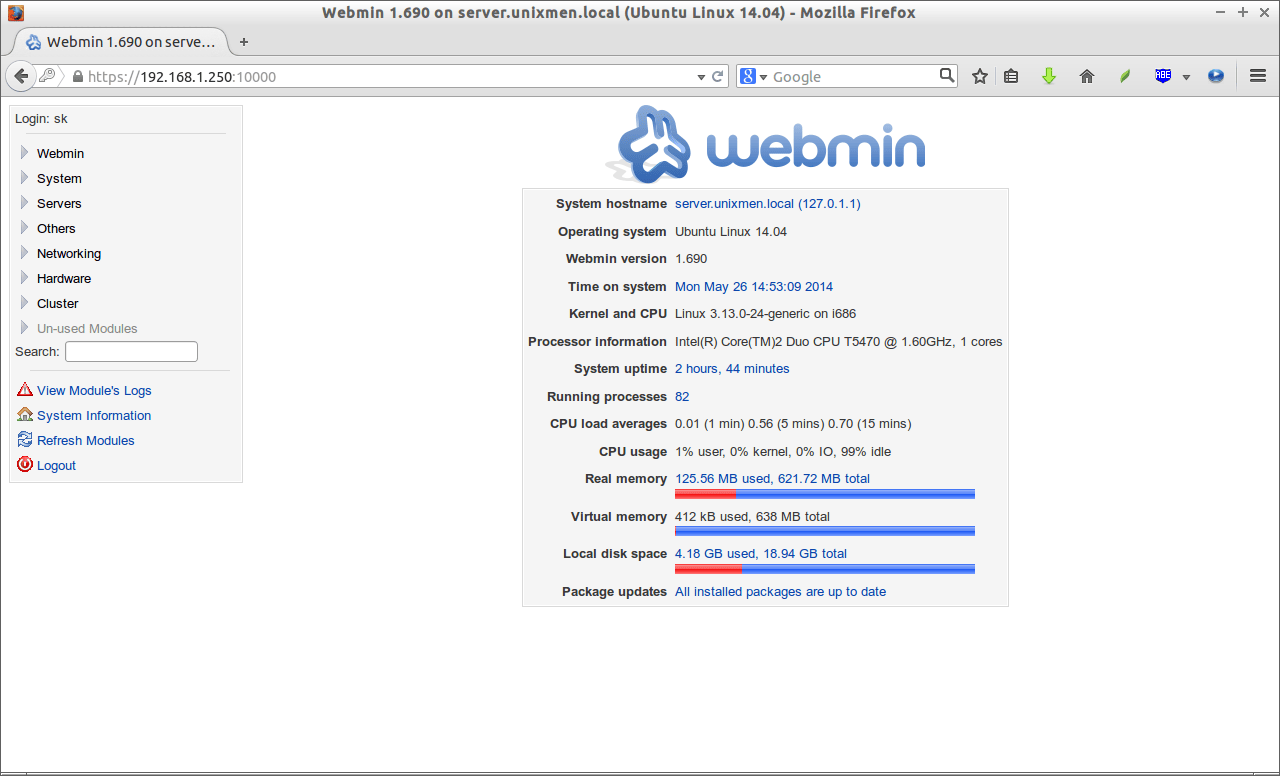 Webmin 1.690 on server.unixmen.local (Ubuntu Linux 14.04) - Mozilla Firefox
Webmin 1.690 on serve...
https://192.168.1.250:10000
Google
ABE
Login: sk
Webmin
System
Servers
Others
Networking
Hardware
Cluster
Un-used Modules
Search:
View Module's Logs
System Information
Refresh Modules
Logout
webmin
System hostname server.unixmen.local (127.0.1.1)
Operating system Ubuntu Linux 14.04
Webmin version 1.690
Time on system Mon May 26 14:53:09 2014
Kernel and CPU Linux 3.13.0-24-generic on i686
Processor information Intel(R) Core(TM)2 Duo CPU T5470 @ 1.60GHz, 1 cores
System uptime 2 hours, 44 minutes
Running processes 82
CPU load averages 0.01 (1 min) 0.56 (5 mins) 0.70 (15 mins)
CPU usage 1% user, 0% kernel, 0% IO, 99% idle
Real memory 125.56 MB used, 621.72 MB total
Virtual memory 412 kB used, 638 MB total
Local disk space 4.18 GB used, 18.94 GB total
Package updates All installed packages are up to date